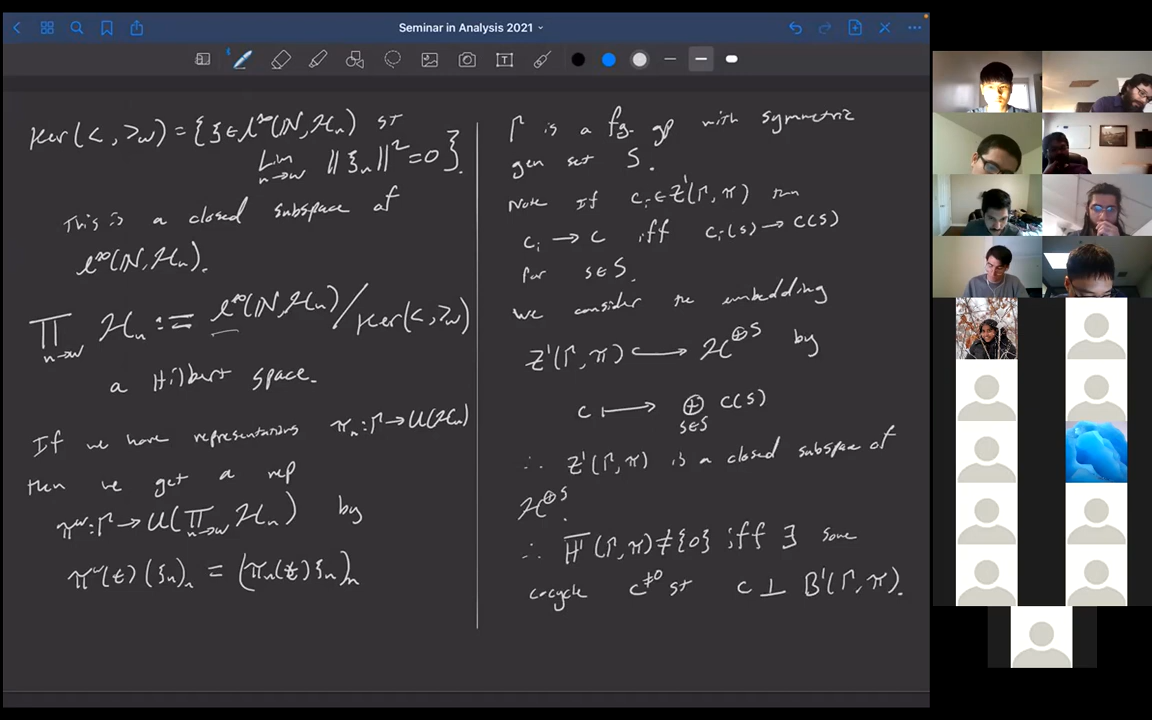 Seminar in Analysis 2021
Ker(< , >ω) = {ξ ∈ ℓ^∞(ℕ, ℋn) st
Lim n→ω ‖ξn‖² = 0}.
This is a closed subspace of
ℓ^∞(ℕ, ℋn).
∏ n→ω ℋn := ℓ^∞(ℕ, ℋn) / Ker(< , >ω)
a Hilbert space.
If we have representations πn : Γ → U(ℋn)
then we get a rep
π^ω : Γ → U(∏ n→ω ℋn) by
π^ω(t) (ξn)n = (πn(t) ξn)n
Γ is a fg. gp with symmetric
gen set S.
Note If ci ∈ Z¹(Γ, π) then
ci → c iff ci(s) → c(s)
for s ∈ S.
We consider the embedding
Z¹(Γ, π) ↪ ℋ^⊕S by
c ↦ ⊕ s∈S c(s)
∴ Z¹(Γ, π) is a closed subspace of
ℋ^⊕S.
∴ H̅¹(Γ, π) ≠ {0} iff ∃ some
cocycle c≠0 st c ⊥ B¹(Γ, π).